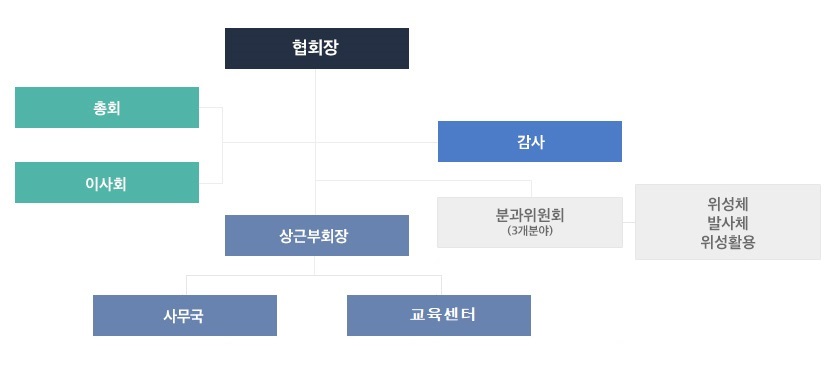 협회장
총회
감사
이사회
분과위원회
(3개분야)
위성체
발사체
위성활용
상근부회장
사무국
교육센터